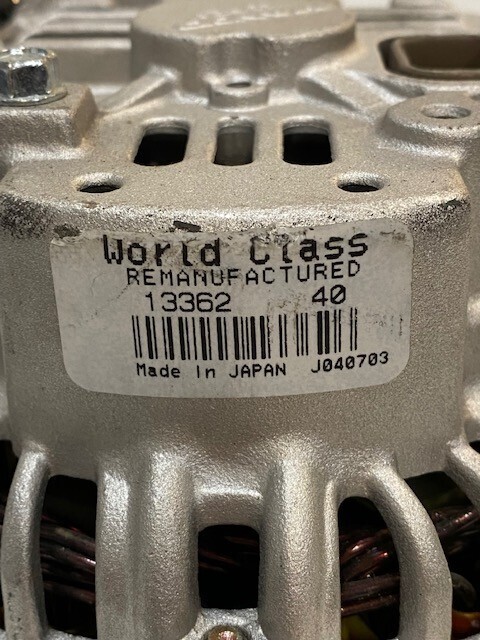 World Class
REMANUFACTURED
13362 40
Made In JAPAN J040703